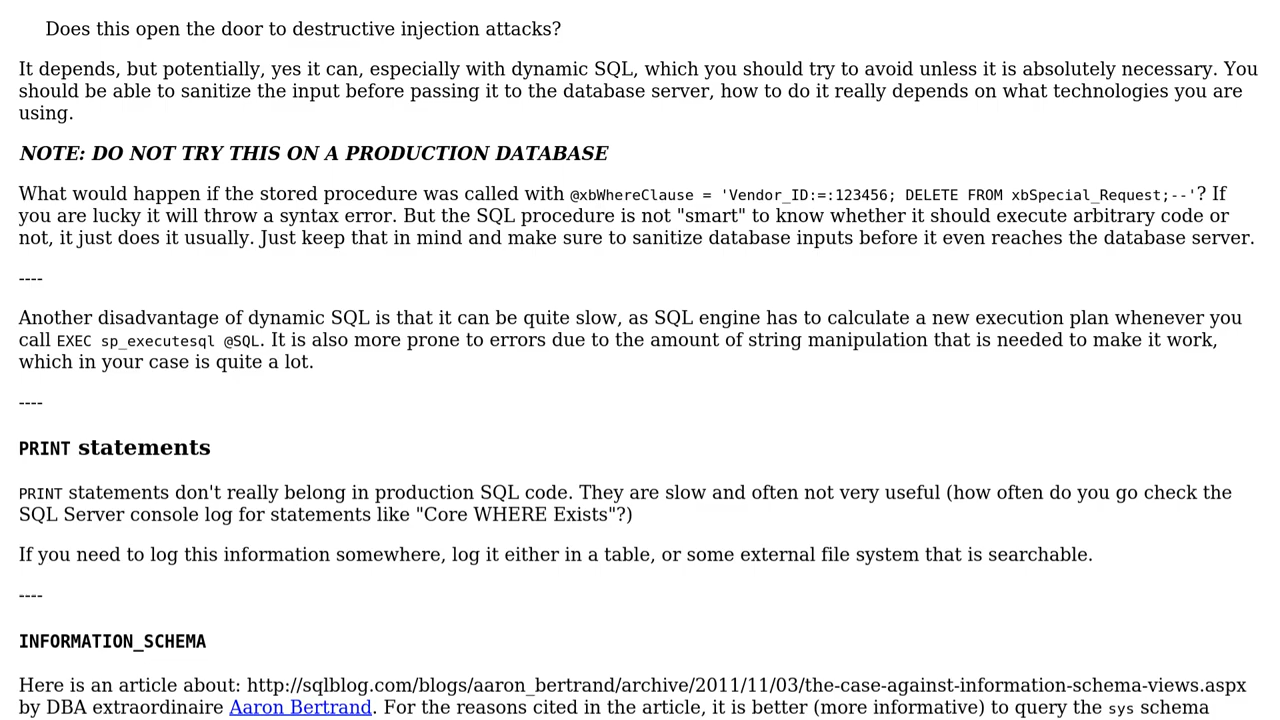 Does this open the door to destructive injection attacks?
It depends, but potentially, yes it can, especially with dynamic SQL, which you should try to avoid unless it is absolutely necessary. You
should be able to sanitize the input before passing it to the database server, how to do it really depends on what technologies you are
using.
NOTE: DO NOT TRY THIS ON A PRODUCTION DATABASE
What would happen if the stored procedure was called with @xbWhereClause = 'Vendor_ID:=:123456; DELETE FROM xbSpecial_Request;--'? If
you are lucky it will throw a syntax error. But the SQL procedure is not "smart" to know whether it should execute arbitrary code or
not, it just does it usually. Just keep that in mind and make sure to sanitize database inputs before it even reaches the database server.
----
Another disadvantage of dynamic SQL is that it can be quite slow, as SQL engine has to calculate a new execution plan whenever you
call EXEC sp_executesql @SQL. It is also more prone to errors due to the amount of string manipulation that is needed to make it work,
which in your case is quite a lot.
----
PRINT statements
PRINT statements don't really belong in production SQL code. They are slow and often not very useful (how often do you go check the
SQL Server console log for statements like "Core WHERE Exists"?)
If you need to log this information somewhere, log it either in a table, or some external file system that is searchable.
----
INFORMATION_SCHEMA
Here is an article about: http://sqlblog.com/blogs/aaron_bertrand/archive/2011/11/03/the-case-against-information-schema-views.aspx
by DBA extraordinaire Aaron Bertrand. For the reasons cited in the article, it is better (more informative) to query the sys schema